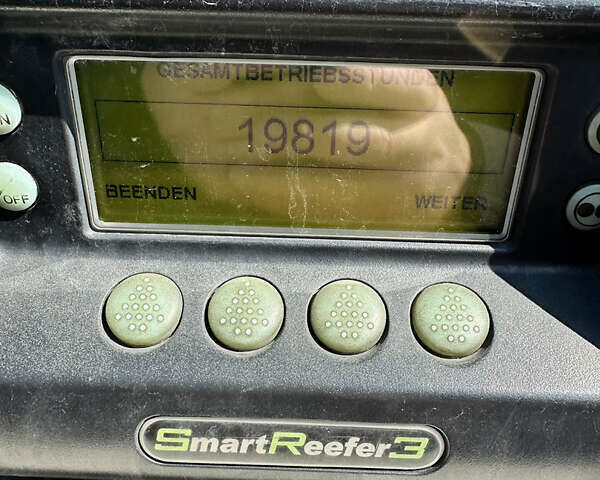 GESAMTBETRIEBSSTUNDEN
19819
BEENDEN WEITER
OFF
SmartReefer3